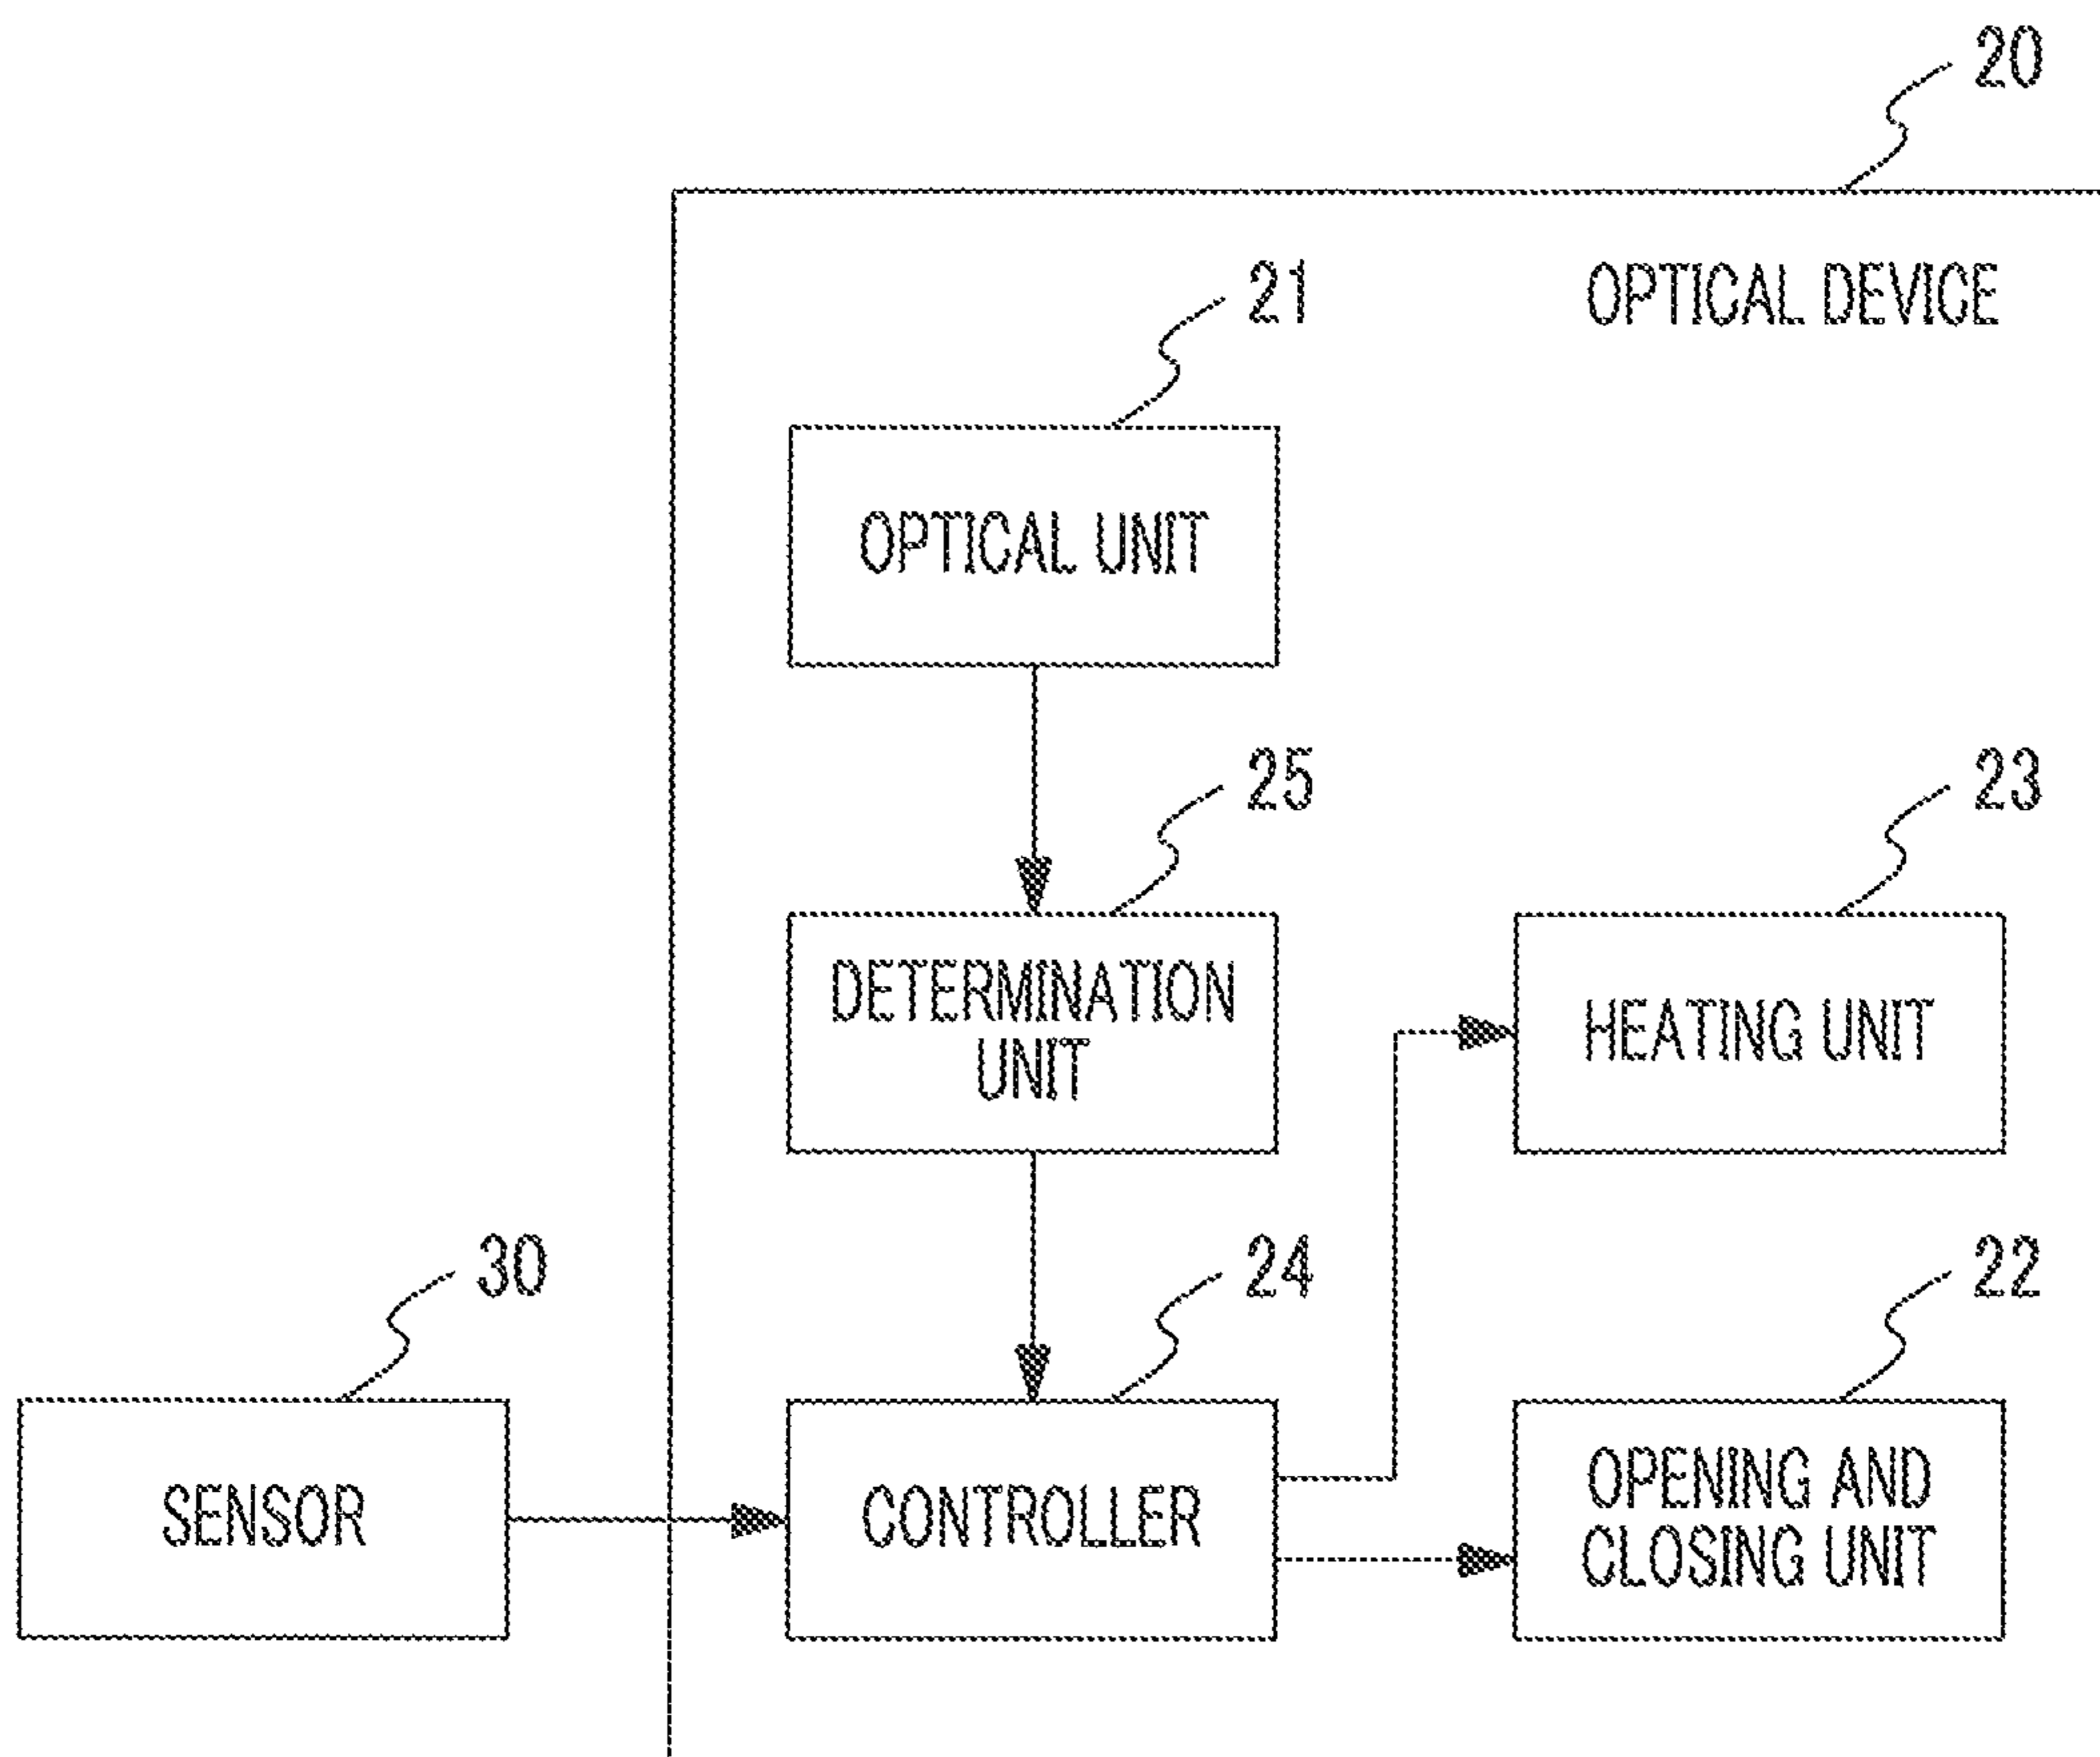 20
OPTICAL DEVICE
21
OPTICAL UNIT
25
DETERMINATION
UNIT
23
HEATING UNIT
30
SENSOR
24
CONTROLLER
22
OPENING AND
CLOSING UNIT